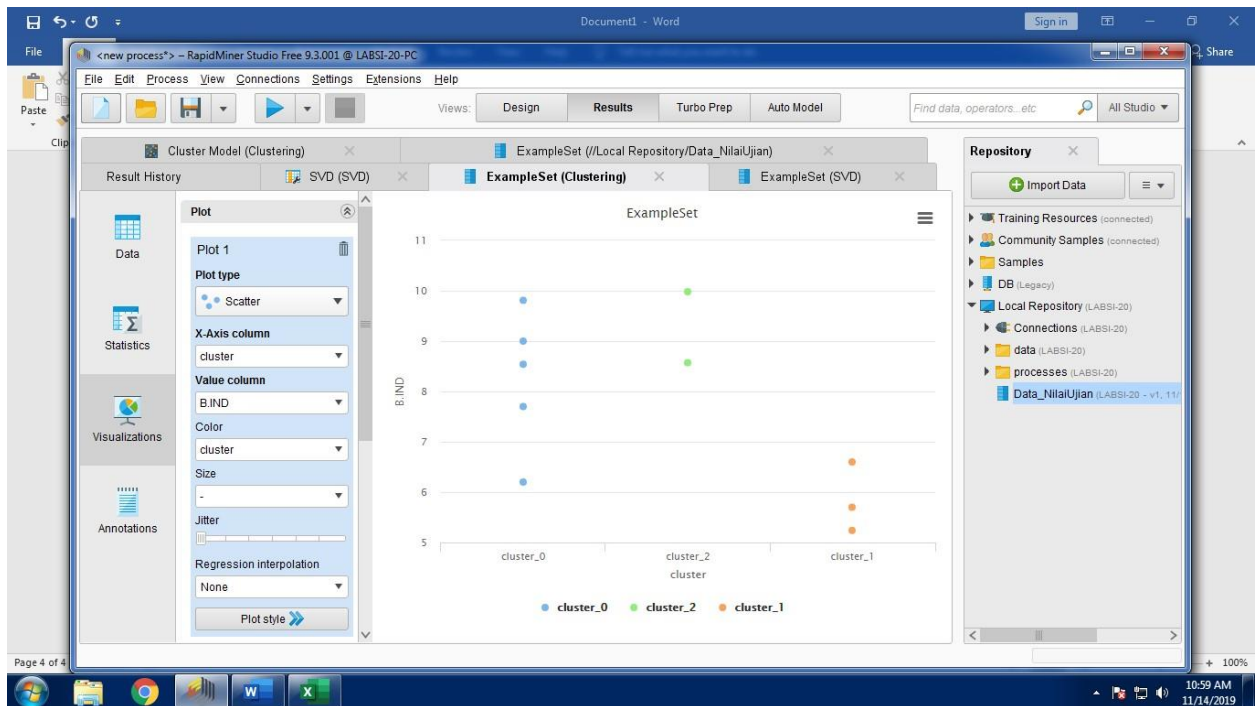 Document1 - Word
Sign in
File
Share
<new process*> – RapidMiner Studio Free 9.3.001 @ LABSI-20-PC
File Edit Process View Connections Settings Extensions Help
Paste
Clip
Views: Design Results Turbo Prep Auto Model
Find data, operators...etc
All Studio
Cluster Model (Clustering)
ExampleSet (//Local Repository/Data_NilaiUjian)
Result History
SVD (SVD)
ExampleSet (Clustering)
ExampleSet (SVD)
Data
Statistics
Visualizations
Annotations
Plot
Plot 1
Plot type
Scatter
X-Axis column
cluster
Value column
B.IND
Color
cluster
Size
-
Jitter
Regression interpolation
None
Plot style
ExampleSet
11
10
9
8
7
6
5
B.IND
cluster_0 cluster_2 cluster_1
cluster
cluster_0 cluster_2 cluster_1
Repository
Import Data
Training Resources (connected)
Community Samples (connected)
Samples
DB (Legacy)
Local Repository (LABSI-20)
Connections (LABSI-20)
data (LABSI-20)
processes (LABSI-20)
Data_NilaiUjian (LABSI-20 - v1, 11/
Page 4 of 4
100%
10:59 AM
11/14/2019